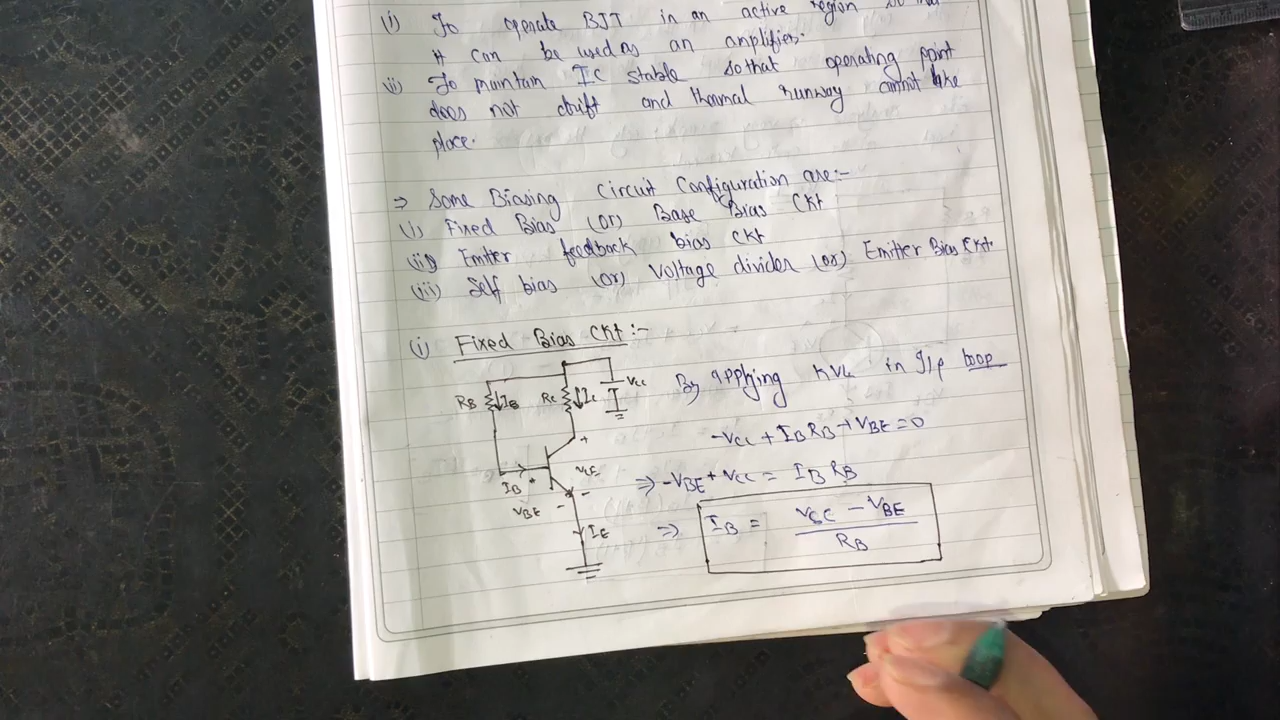 (i) To operate BJT in an active region so that
it can be used as an amplifier.
(ii) To maintain IC stable so that operating point
does not drift and thermal runway cannot take
place.
⇒ Some Biasing Circuit Configuration are:-
(i) Fixed Bias (or) Base Bias Ckt
(ii) Emitter feedback bias Ckt
(iii) Self bias (or) Voltage divider (or) Emitter Bias Ckt.
(i) Fixed Bias Ckt:-
RB IB RC IC VCC
+
VCE
IB +
VBE - -
IE
By applying KVL in I/p loop
-VCC + IBRB + VBE = 0
⇒ -VBE + VCC = IB RB
⇒ IB = VCC - VBE
RB